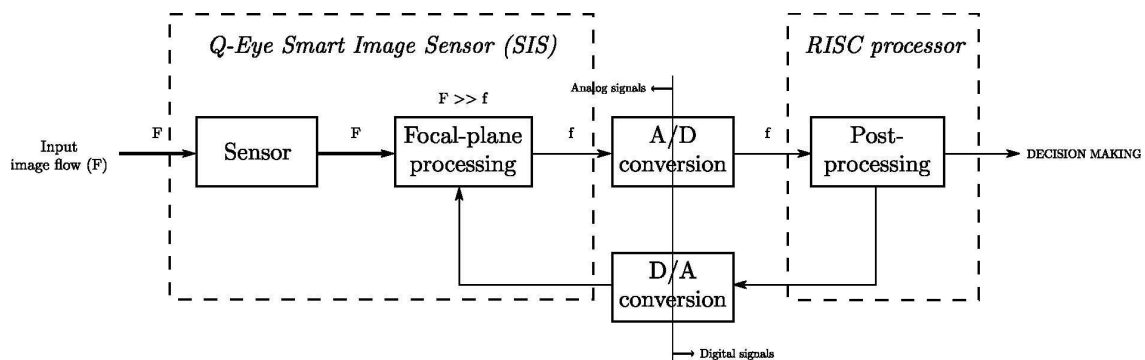 Q-Eye Smart Image Sensor (SIS)
RISC processor
Analog signals
F >> f
F
F
f
f
Input
image flow (F)
Sensor
Focal-plane
processing
A/D
conversion
Post-
processing
DECISION MAKING
D/A
conversion
Digital signals